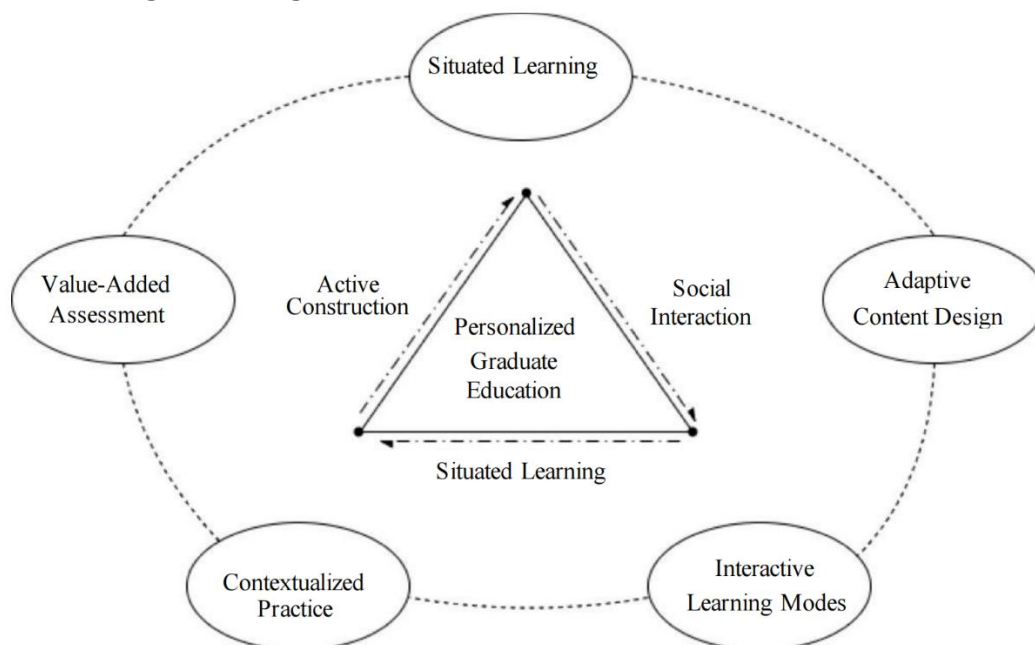 Situated Learning
Value-Added
Assessment
Active
Construction
Social
Interaction
Adaptive
Content Design
Personalized
Graduate
Education
Situated Learning
Contextualized
Practice
Interactive
Learning Modes